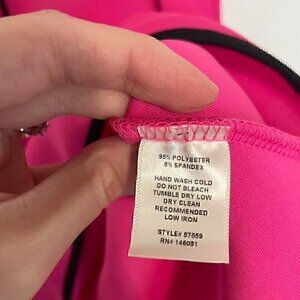 95% POLYESTER
5% SPANDEX
HAND WASH COLD
DO NOT BLEACH
TUMBLE DRY LOW
DRY CLEAN
RECOMMENDED
LOW IRON
STYLE# 57859
RN# 146051